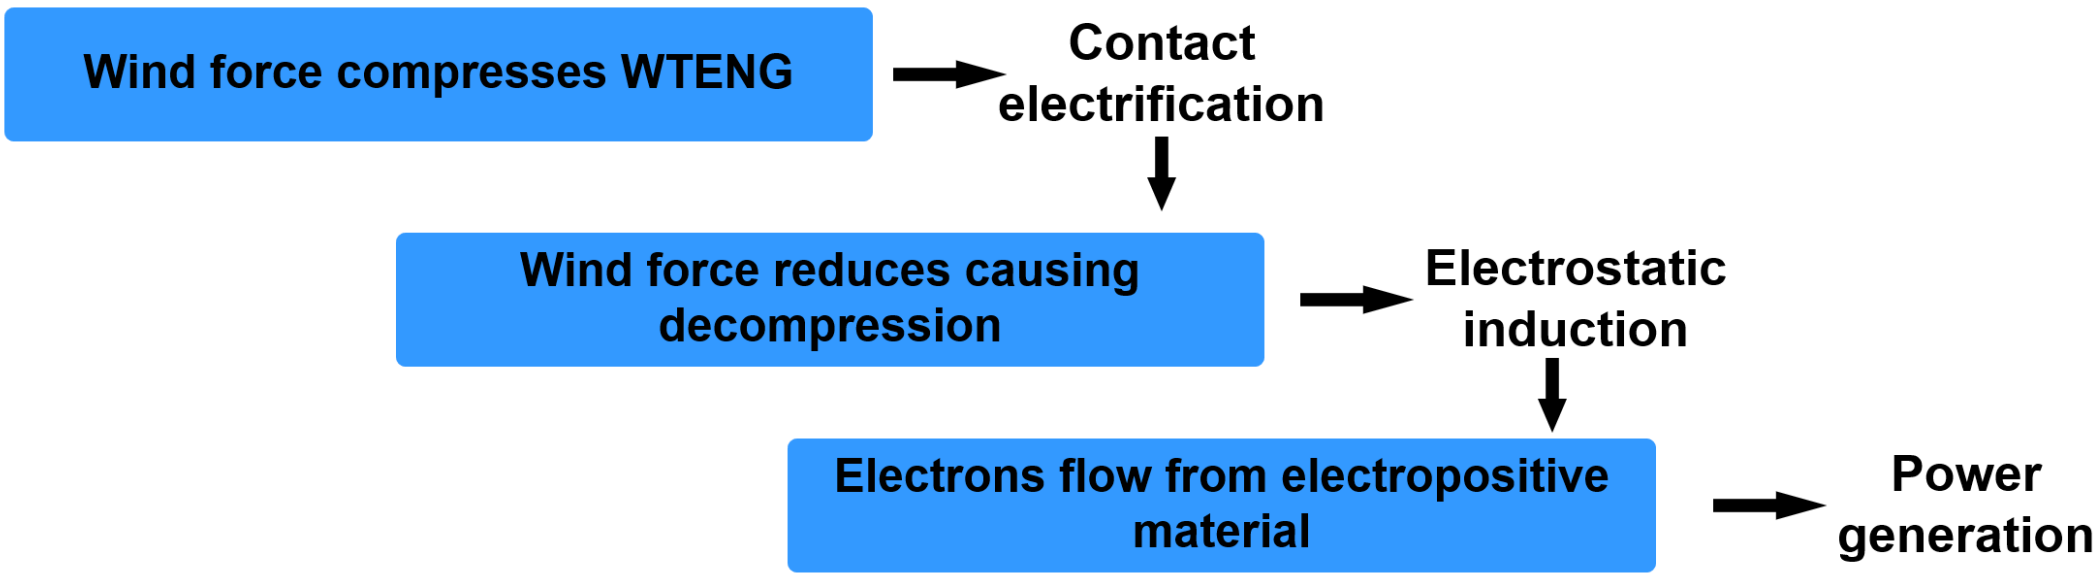 Wind force compresses WTENG
Contact
electrification
Wind force reduces causing
decompression
Electrostatic
induction
Electrons flow from electropositive
material
Power
generation